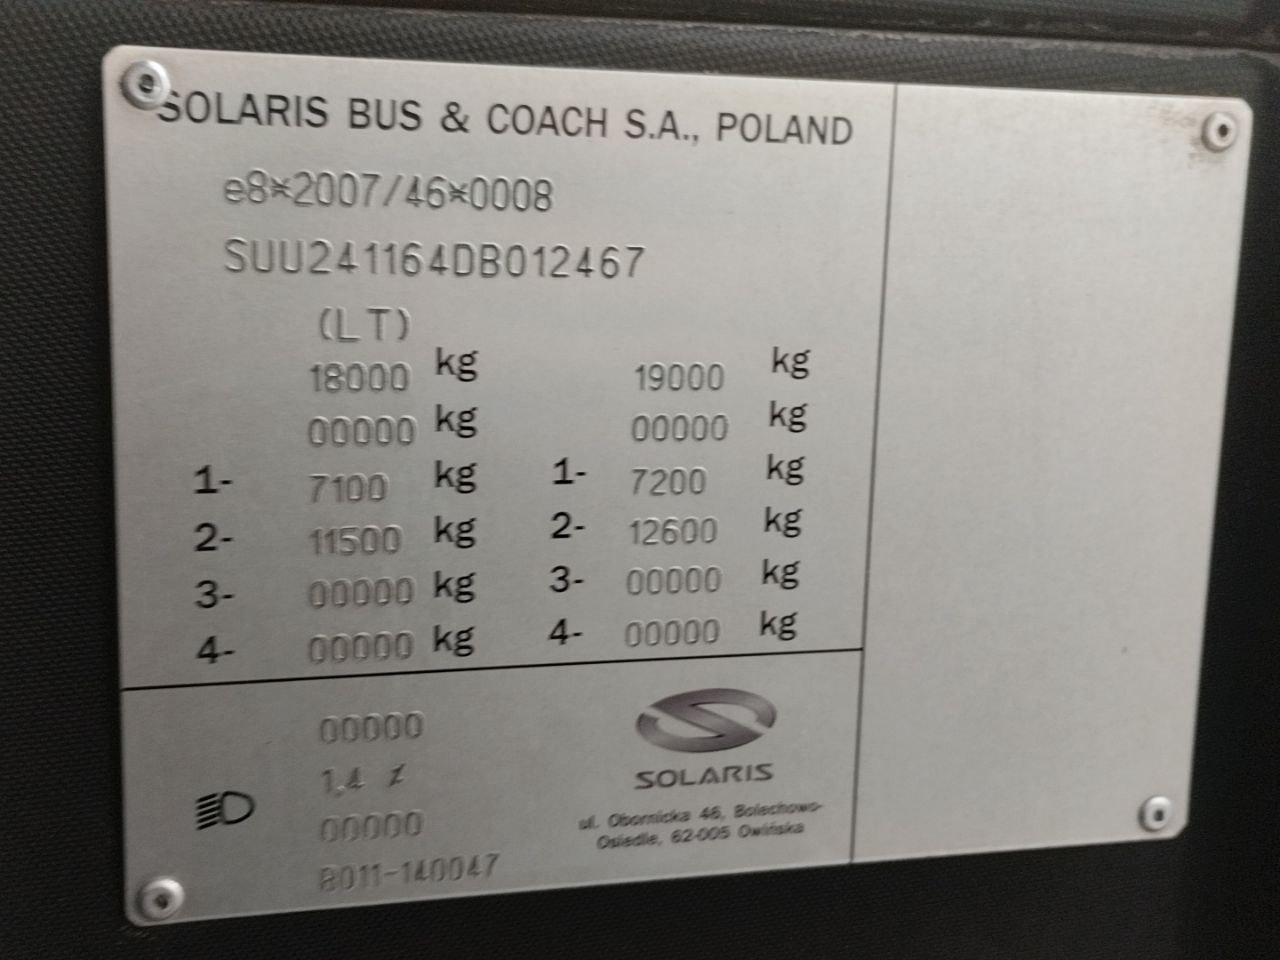 SOLARIS BUS & COACH S.A., POLAND
e8*2007/46*0008
SUU241164DB012467
(LT)
18000 kg 19000 kg
00000 kg 00000 kg
1- 7100 kg 1- 7200 kg
2- 11500 kg 2- 12600 kg
3- 00000 kg 3- 00000 kg
4- 00000 kg 4- 00000 kg
00000
1,4 %
00000
B011-140047
SOLARIS
ul. Obornicka 46, Bolechowo-
Osiedle, 62-005 Owińska